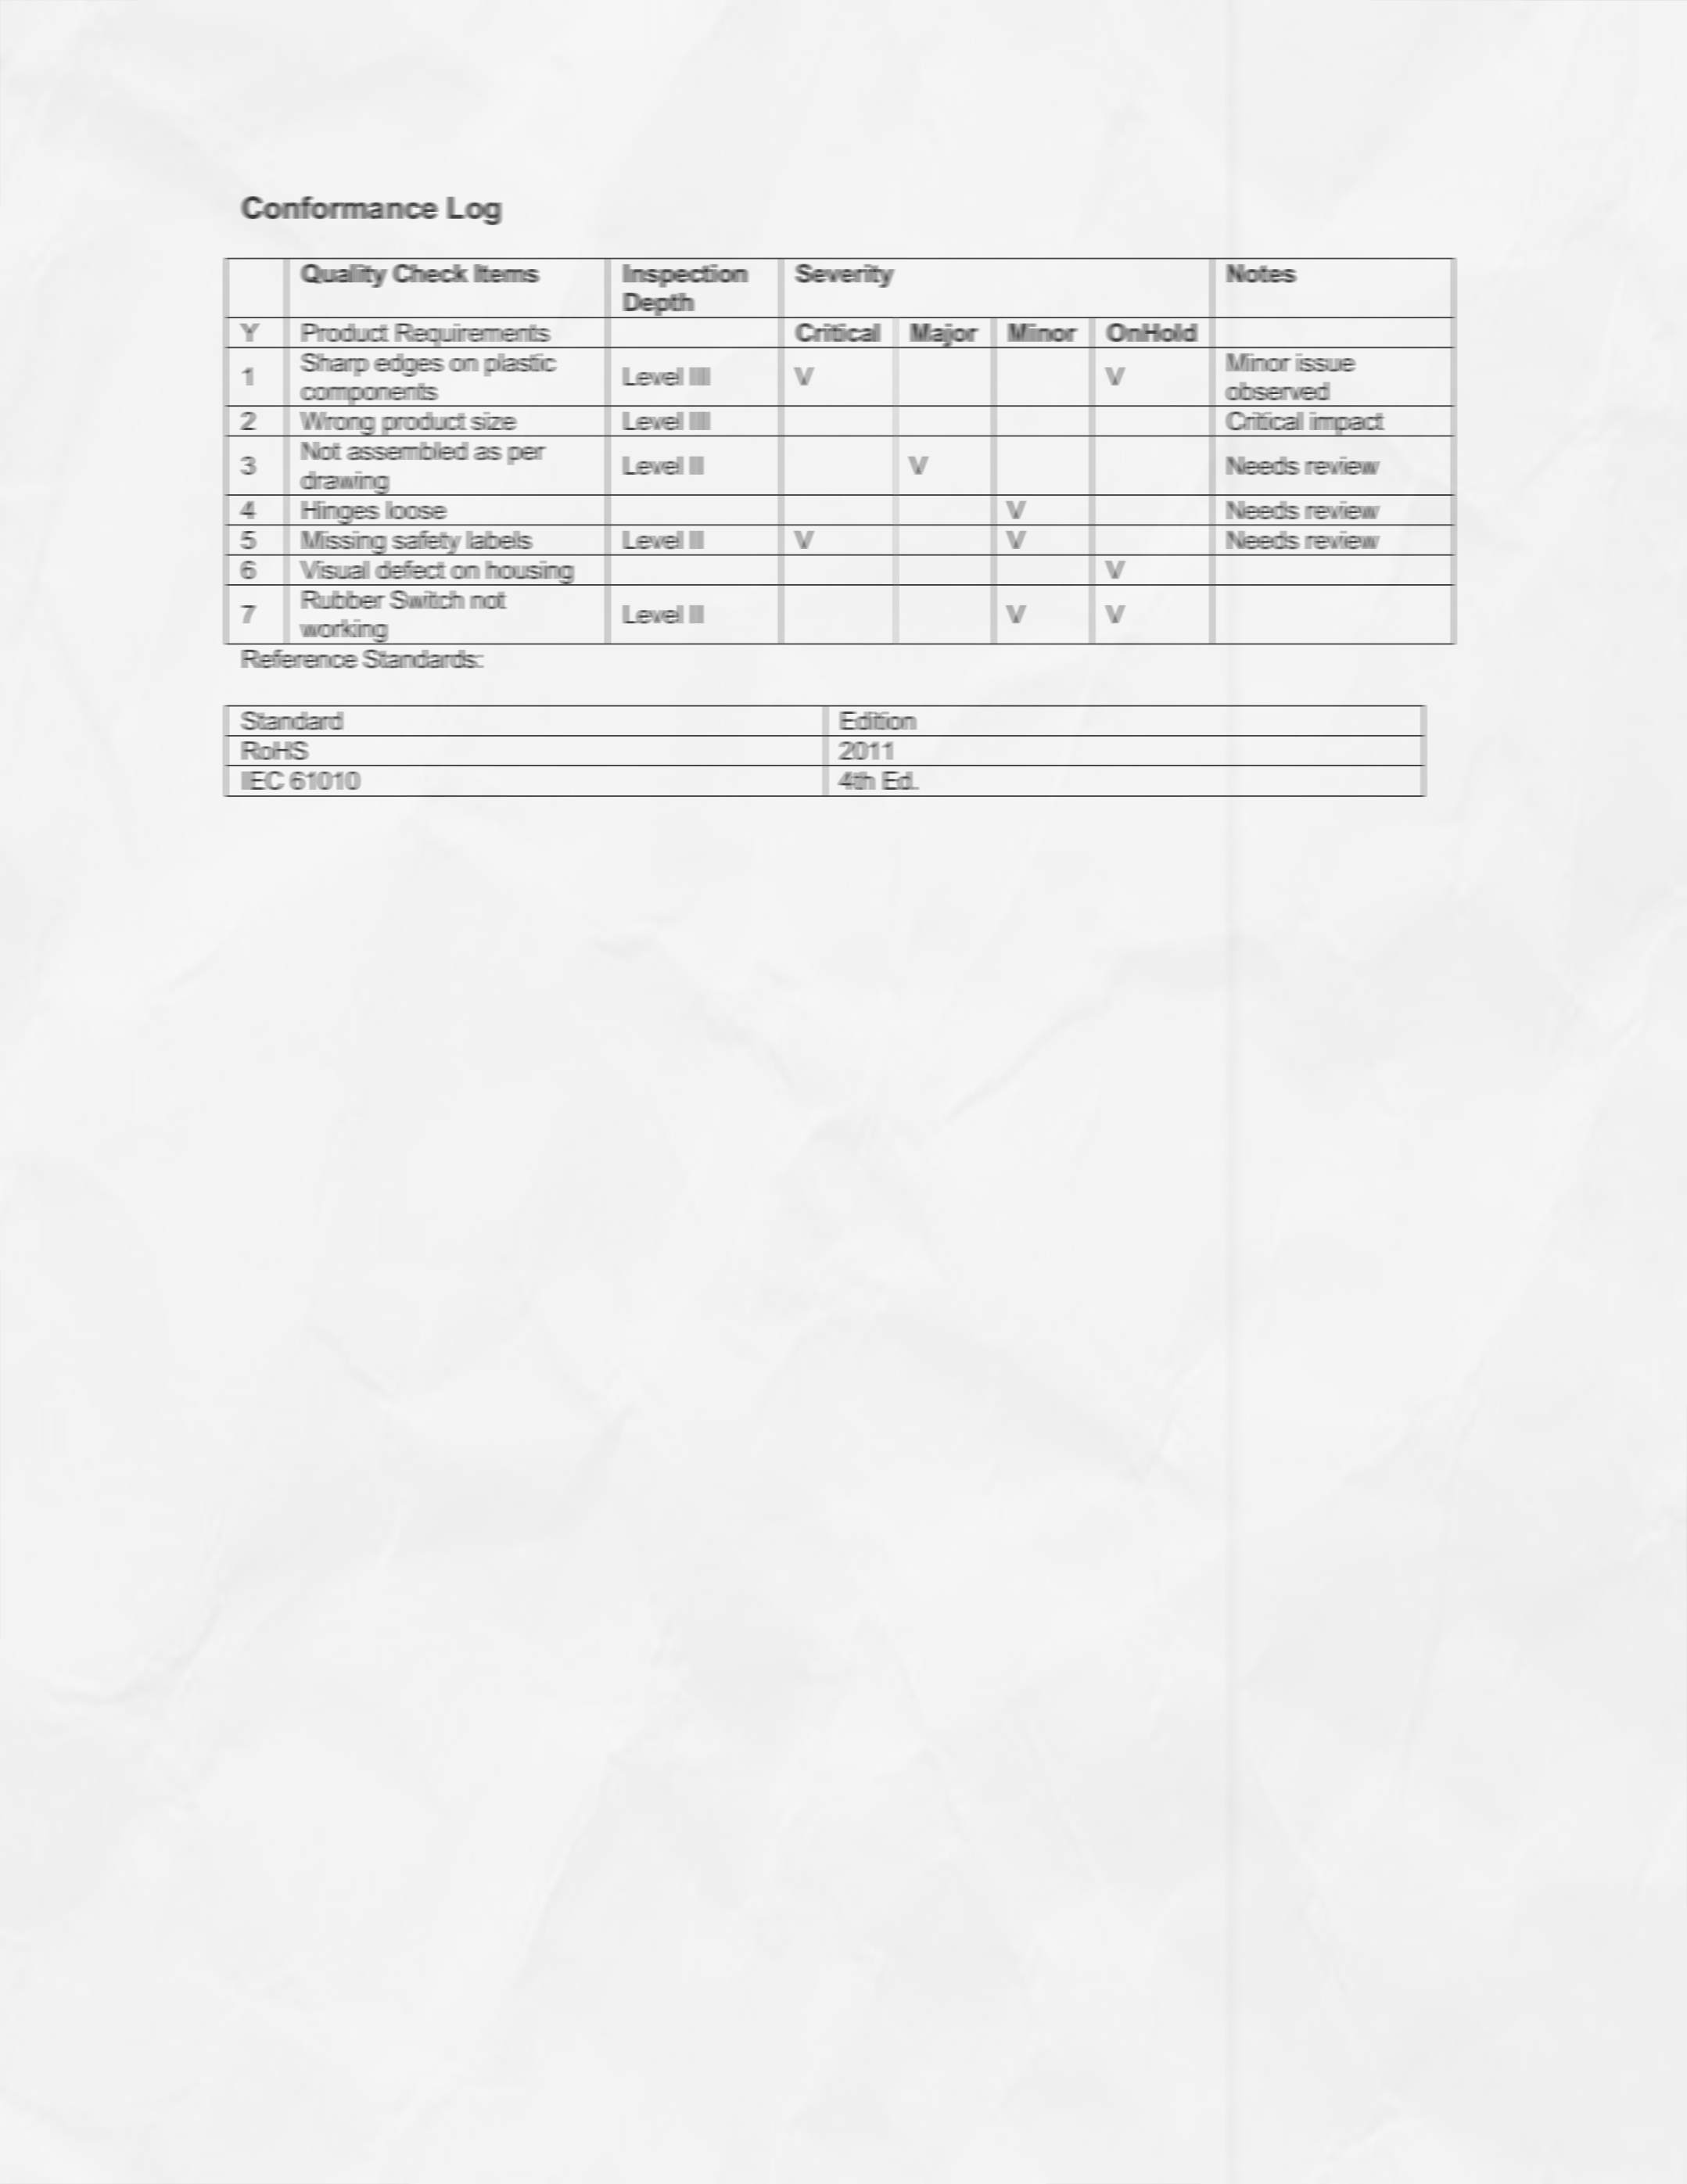 Conformance Log
Quality Check Items Inspection Depth Severity Notes
Y Product Requirements Critical Major Minor OnHold
1 Sharp edges on plastic components Level III V V Minor issue observed
2 Wrong product size Level III Critical impact
3 Not assembled as per drawing Level II V Needs review
4 Hinges loose V Needs review
5 Missing safety labels Level II V V Needs review
6 Visual defect on housing V
7 Rubber Switch not working Level II V V
Reference Standards:
Standard Edition
RoHS 2011
IEC 61010 4th Ed.